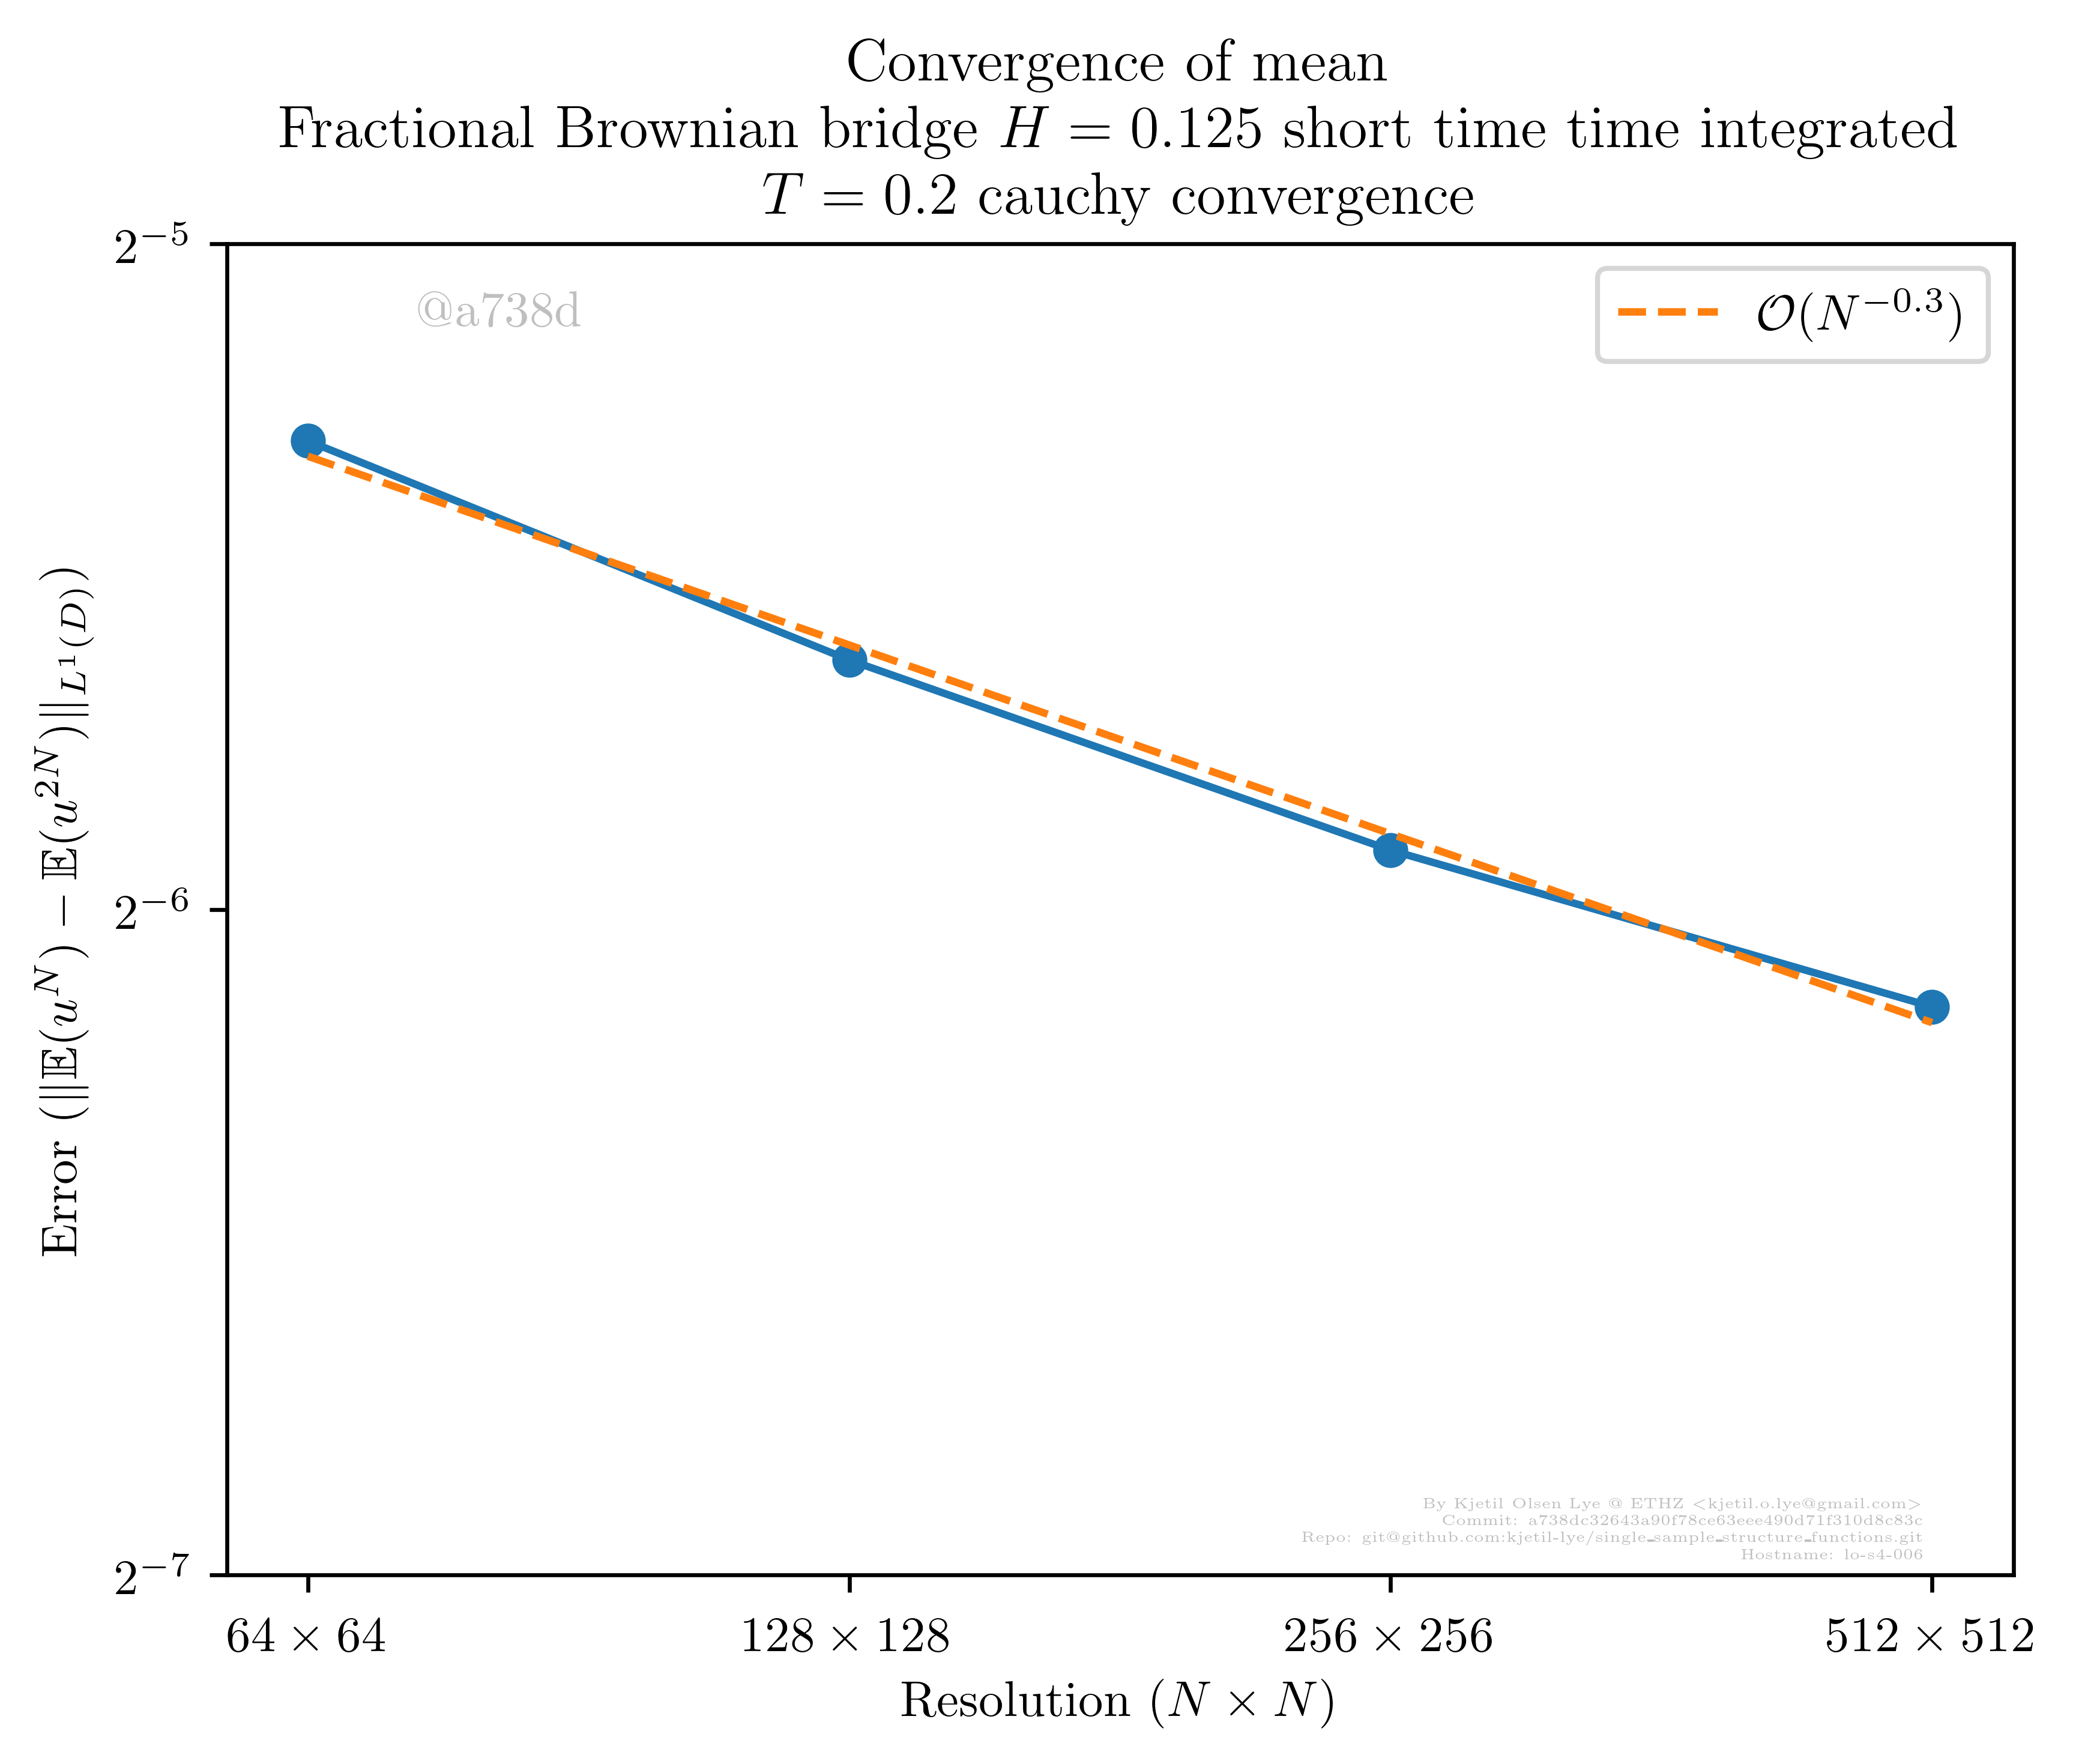 Convergence of mean
Fractional Brownian bridge H = 0.125 short time time integrated
T = 0.2 cauchy convergence
2⁻⁵
@a738d
𝒪(N⁻⁰·³)
Error (||𝔼(u^N) − 𝔼(u^{2N})||_{L¹(D)})
2⁻⁶
By Kjetil Olsen Lye @ ETHZ <kjetil.o.lye@gmail.com>
Commit: a738dc32643a90f78ce63eee490d71f310d8c83c
Repo: git@github.com:kjetil-lye/single_sample_structure_functions.git
Hostname: lo-s4-006
2⁻⁷
64 × 64
128 × 128
256 × 256
512 × 512
Resolution (N × N)